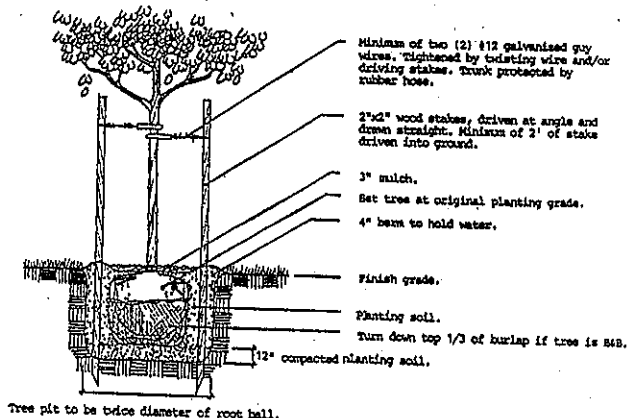 Minimum of two (2) #12 galvanized guy
wires. Tightened by twisting wire and/or
driving stakes. Trunk protected by
rubber hose.
2"x2" wood stakes, driven at angle and
drawn straight. Minimum of 2' of stake
driven into ground.
3" mulch.
Set tree at original planting grade.
4" berm to hold water.
Finish grade.
Planting soil.
Turn down top 1/3 of burlap if tree is B&B.
12" compacted planting soil.
Tree pit to be twice diameter of root ball.